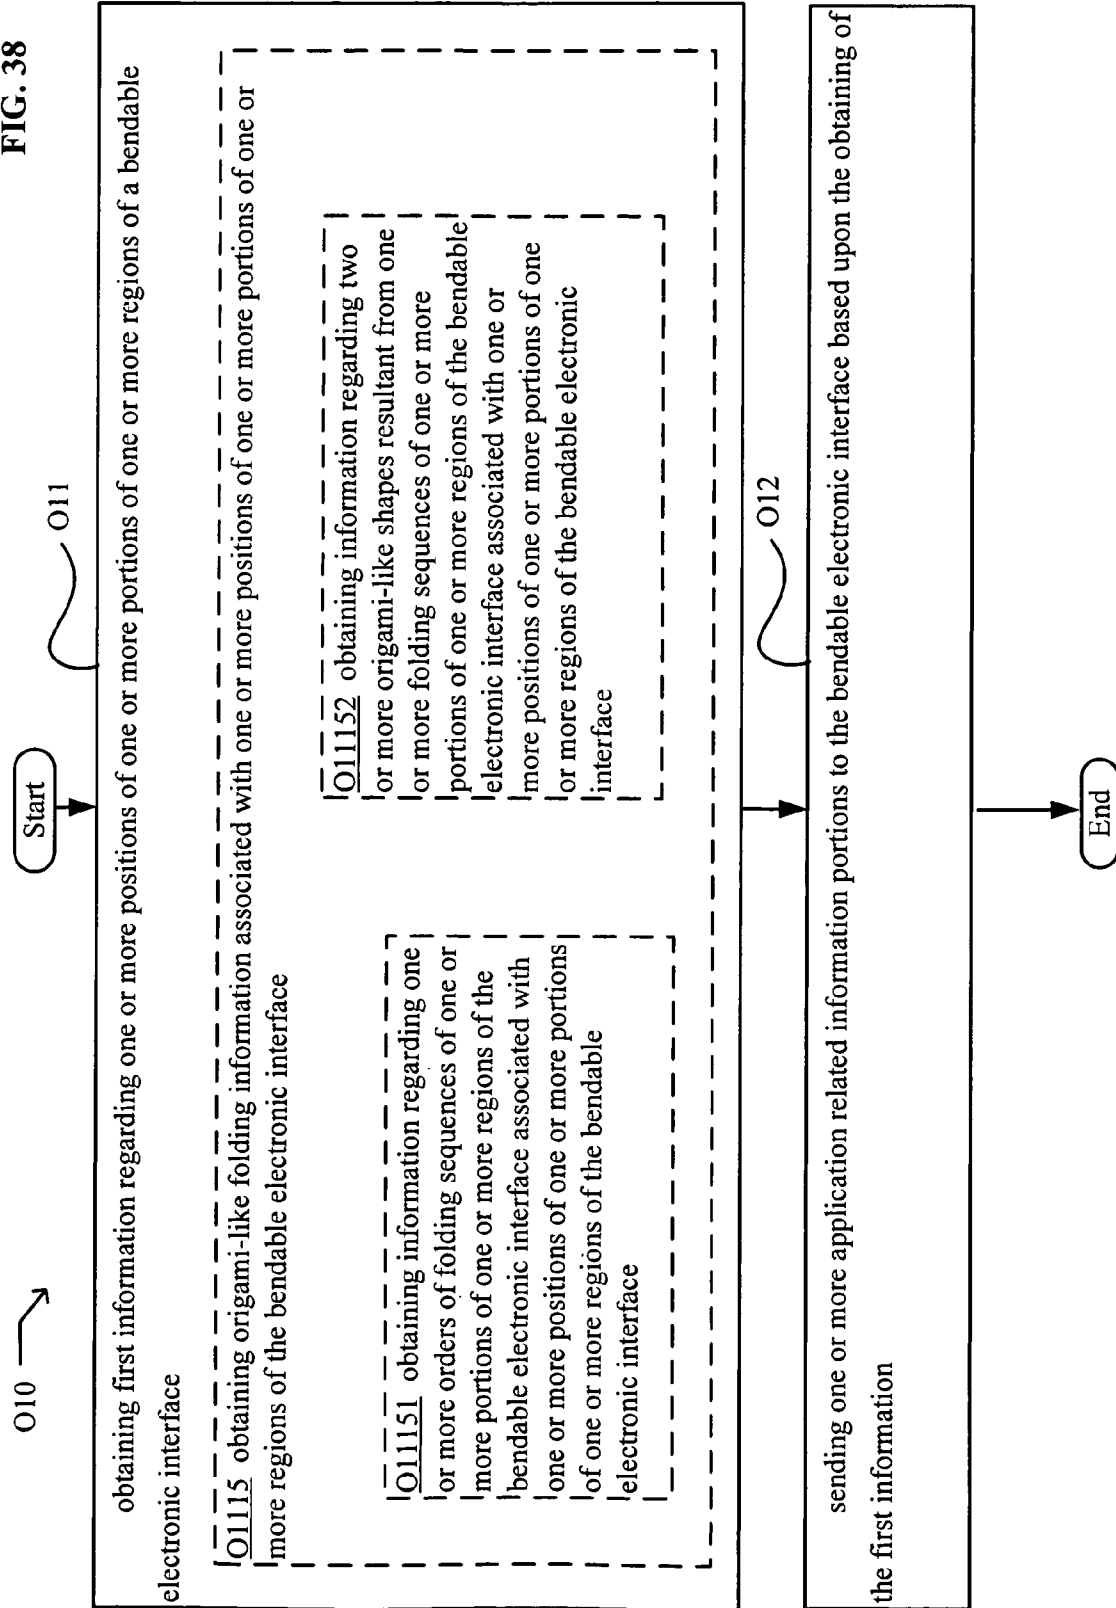 FIG. 38
O10
Start
O11
obtaining first information regarding one or more positions of one or more portions of one or more regions of a bendable
electronic interface
O1115 obtaining origami-like folding information associated with one or more positions of one or more portions of one or
more regions of the bendable electronic interface
O11151 obtaining information regarding one
or more orders of folding sequences of one or
more portions of one or more regions of the
bendable electronic interface associated with
one or more positions of one or more portions
of one or more regions of the bendable
electronic interface
O11152 obtaining information regarding two
or more origami-like shapes resultant from one
or more folding sequences of one or more
portions of one or more regions of the bendable
electronic interface associated with one or
more positions of one or more portions of one
or more regions of the bendable electronic
interface
O12
sending one or more application related information portions to the bendable electronic interface based upon the obtaining of
the first information
End